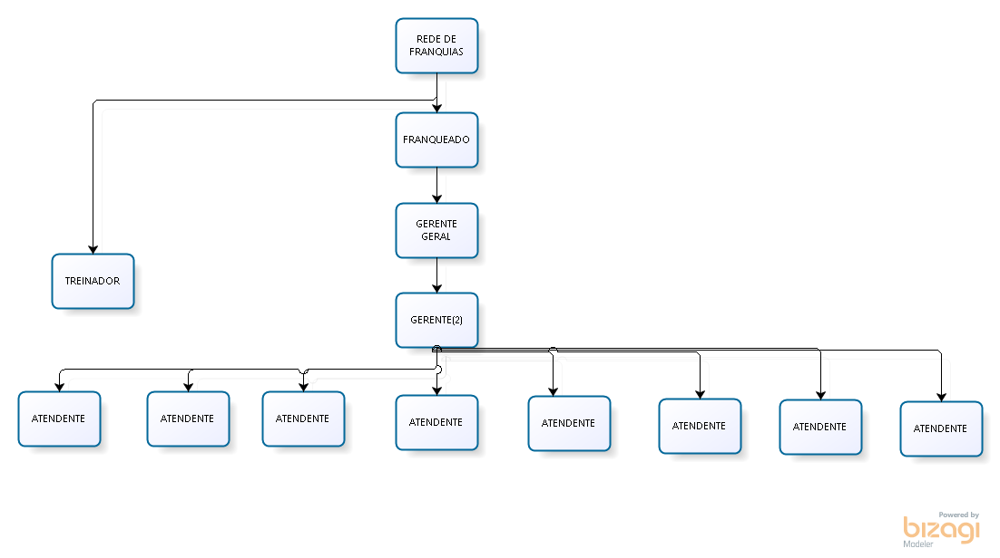 REDE DE
FRANQUIAS
FRANQUEADO
GERENTE
GERAL
TREINADOR
GERENTE(2)
ATENDENTE
ATENDENTE
ATENDENTE
ATENDENTE
ATENDENTE
ATENDENTE
ATENDENTE
ATENDENTE
Powered by
bizagi
Modeler